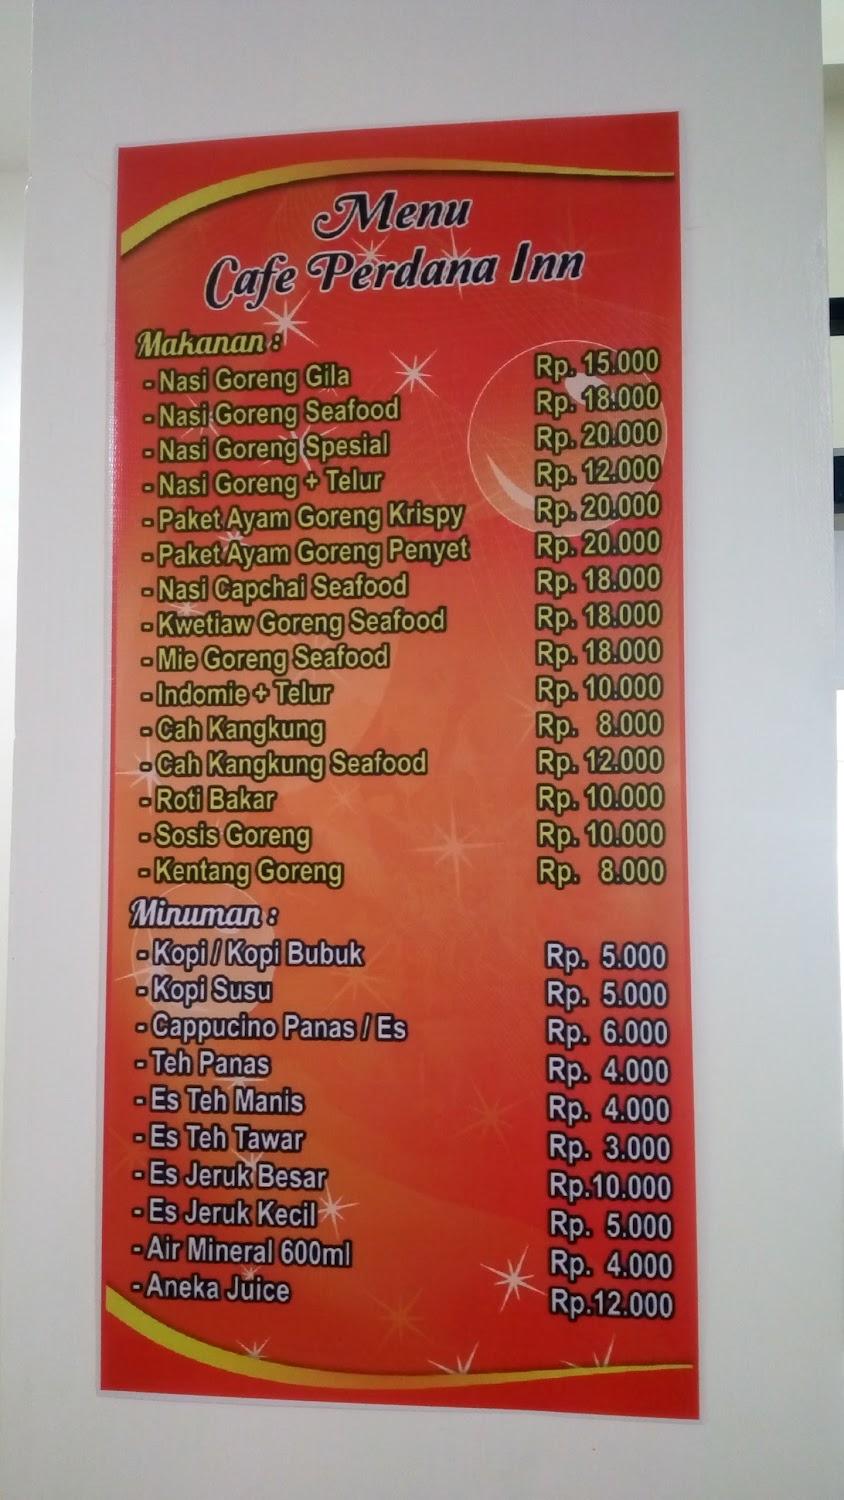 Menu
Cafe Perdana Inn
Makanan :
- Nasi Goreng Gila Rp. 15.000
- Nasi Goreng Seafood Rp. 18.000
- Nasi Goreng Spesial Rp. 20.000
- Nasi Goreng + Telur Rp. 12.000
- Paket Ayam Goreng Krispy Rp. 20.000
- Paket Ayam Goreng Penyet Rp. 20.000
- Nasi Capchai Seafood Rp. 18.000
- Kwetiaw Goreng Seafood Rp. 18.000
- Mie Goreng Seafood Rp. 18.000
- Indomie + Telur Rp. 10.000
- Cah Kangkung Rp. 8.000
- Cah Kangkung Seafood Rp. 12.000
- Roti Bakar Rp. 10.000
- Sosis Goreng Rp. 10.000
- Kentang Goreng Rp. 8.000
Minuman :
- Kopi / Kopi Bubuk Rp. 5.000
- Kopi Susu Rp. 5.000
- Cappucino Panas / Es Rp. 6.000
- Teh Panas Rp. 4.000
- Es Teh Manis Rp. 4.000
- Es Teh Tawar Rp. 3.000
- Es Jeruk Besar Rp.10.000
- Es Jeruk Kecil Rp. 5.000
- Air Mineral 600ml Rp. 4.000
- Aneka Juice Rp.12.000